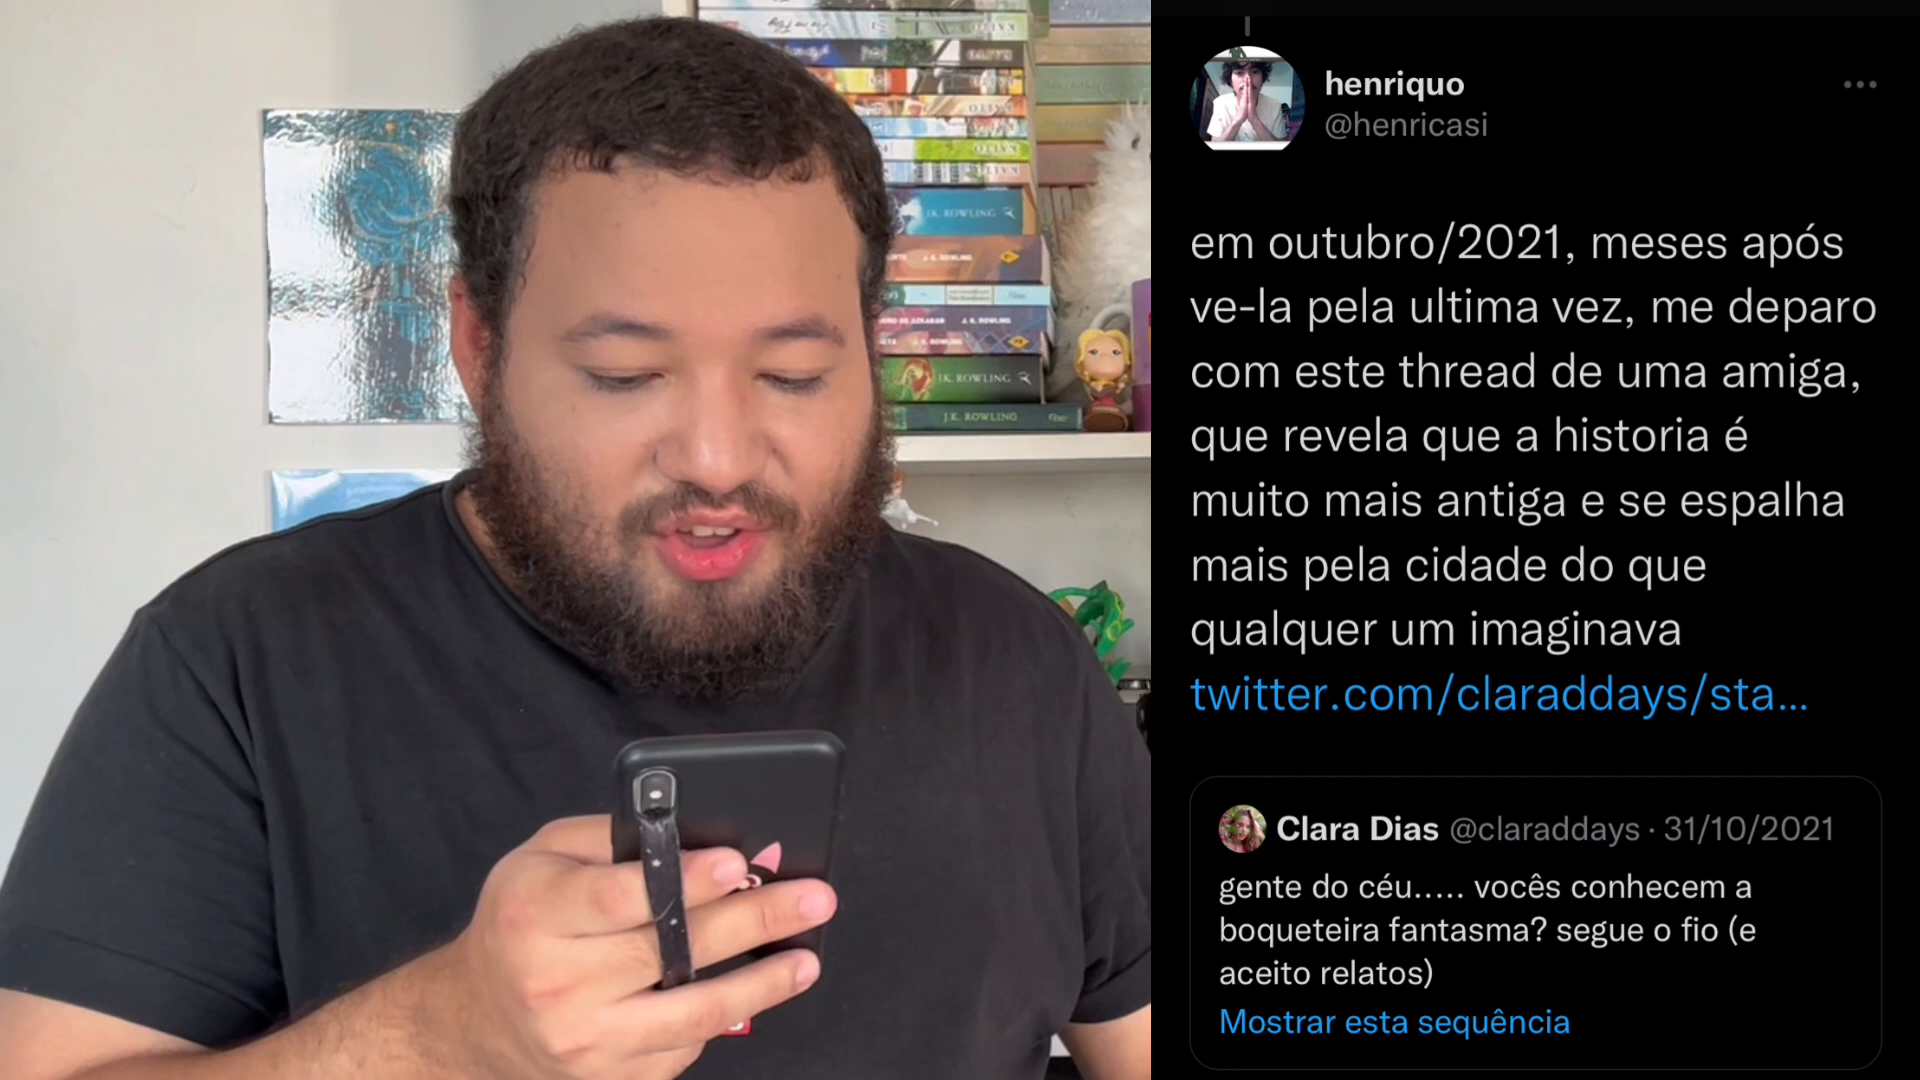 henriquo
@henricasi
em outubro/2021, meses após
ve-la pela ultima vez, me deparo
com este thread de uma amiga,
que revela que a historia é
muito mais antiga e se espalha
mais pela cidade do que
qualquer um imaginava
twitter.com/claraddays/sta...
Clara Dias @claraddays · 31/10/2021
gente do céu..... vocês conhecem a
boqueteira fantasma? segue o fio (e
aceito relatos)
Mostrar esta sequência
J.K. ROWLING
J.K. ROWLING
J.K. ROWLING
J.K. ROWLING
J.K. ROWLING
J.K. ROWLING